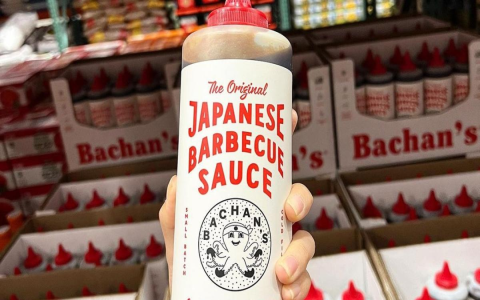 The Original
JAPANESE
BARBECUE
SAUCE
BACHAN'S
SMALL BATCH
Bachan's
Bachan's